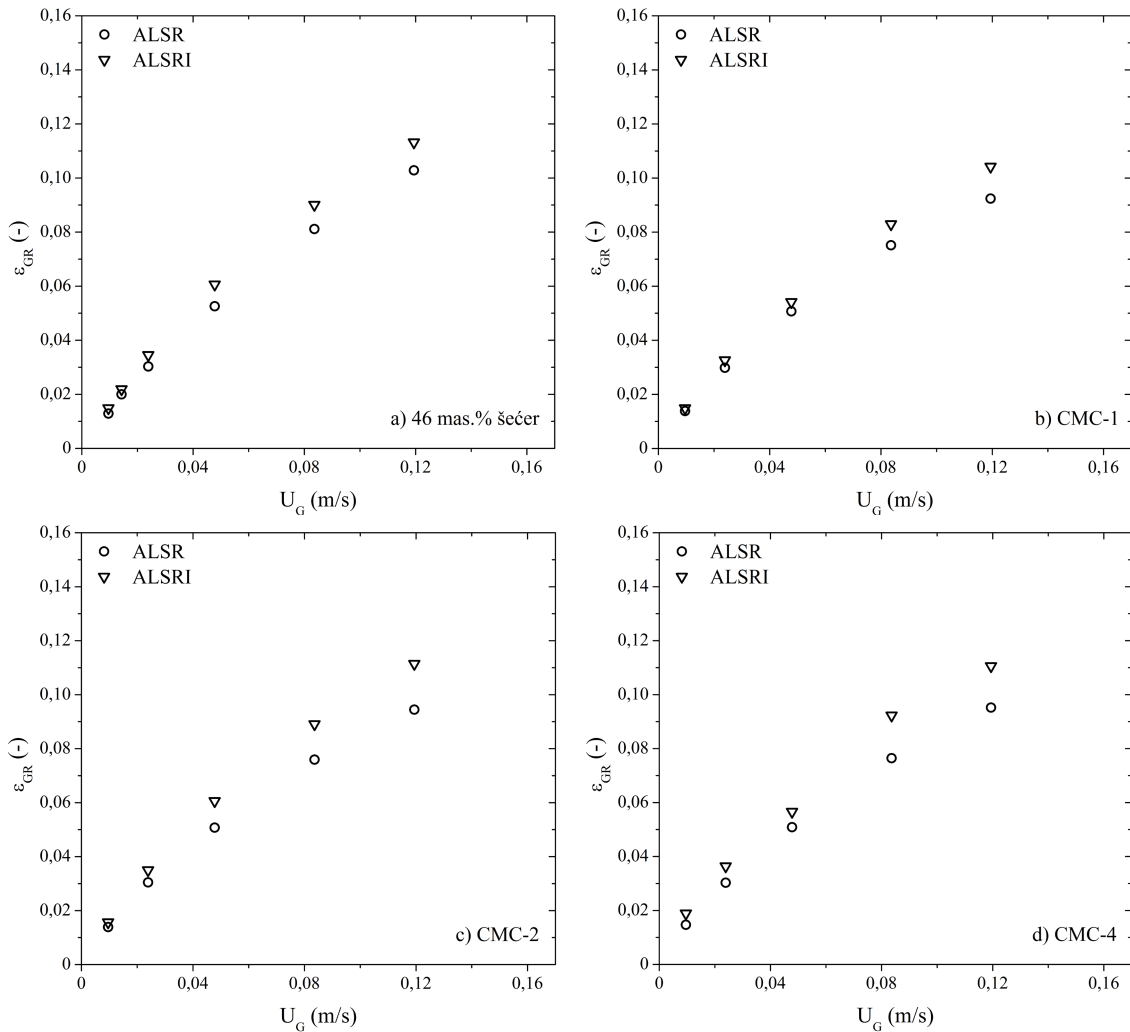 0,16
0,14
0,12
0,10
0,08
0,06
0,04
0,02
0
ε_GR (-)
ALSR
ALSRI
a) 46 mas.% šećer
0 0,04 0,08 0,12 0,16
U_G (m/s)
0,16
0,14
0,12
0,10
0,08
0,06
0,04
0,02
0
ε_GR (-)
ALSR
ALSRI
b) CMC-1
0 0,04 0,08 0,12 0,16
U_G (m/s)
0,16
0,14
0,12
0,10
0,08
0,06
0,04
0,02
0
ε_GR (-)
ALSR
ALSRI
c) CMC-2
0 0,04 0,08 0,12 0,16
U_G (m/s)
0,16
0,14
0,12
0,10
0,08
0,06
0,04
0,02
0
ε_GR (-)
ALSR
ALSRI
d) CMC-4
0 0,04 0,08 0,12 0,16
U_G (m/s)